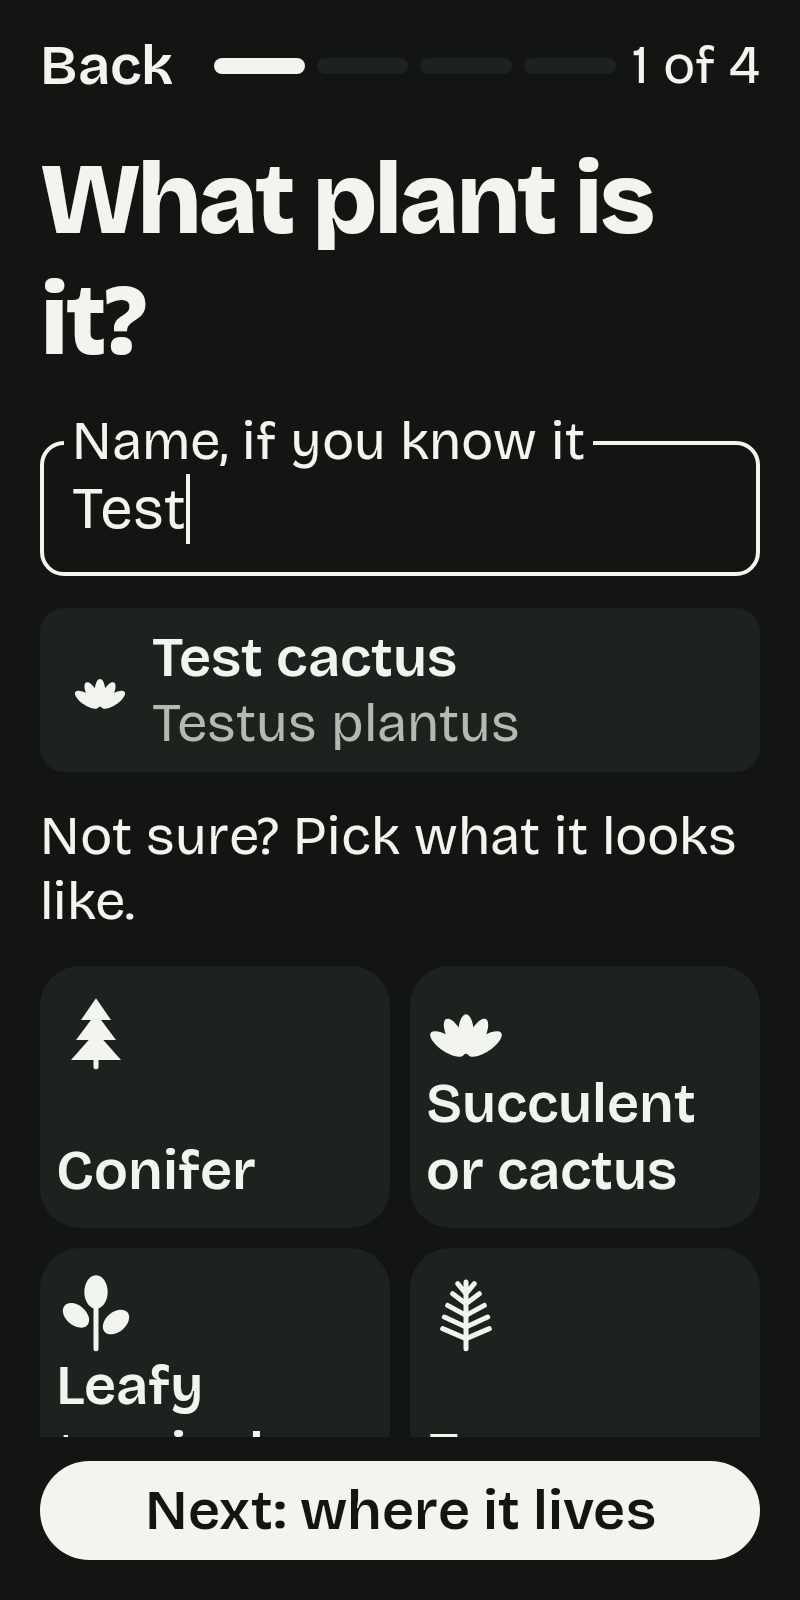 Back
1 of 4
What plant is
it?
Name, if you know it
Test
Test cactus
Testus plantus
Not sure? Pick what it looks
like.
Conifer
Succulent
or cactus
Leafy
Next: where it lives